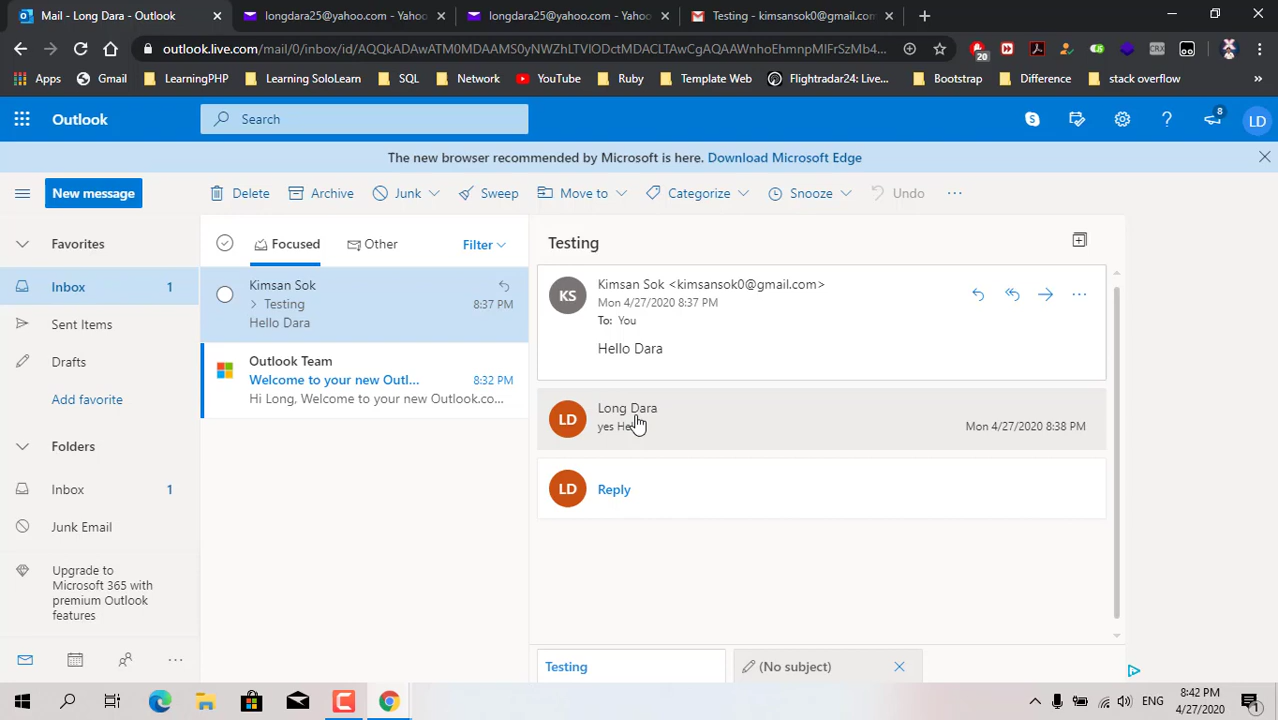 Mail - Long Dara - Outlook
longdara25@yahoo.com - Yahoo
longdara25@yahoo.com - Yahoo
Testing - kimsansok0@gmail.com
outlook.live.com/mail/0/inbox/id/
20
CRX
Apps
Gmail
LearningPHP
Learning SoloLearn
SQL
Network
YouTube
Ruby
Template Web
Flightradar24: Live...
Bootstrap
Difference
stack overflow
Outlook
Search
8
LD
The new browser recommended by Microsoft is here. Download Microsoft Edge
New message
Delete
Archive
Junk
Sweep
Move to
Categorize
Snooze
Undo
Favorites
Inbox 1
Sent Items
Drafts
Add favorite
Folders
Inbox 1
Junk Email
Upgrade to
Microsoft 365 with
premium Outlook
features
Focused
Other
Filter
Kimsan Sok
Testing 8:37 PM
Hello Dara
Outlook Team
Welcome to your new Outl... 8:32 PM
Hi Long, Welcome to your new Outlook.co...
Testing
KS
Kimsan Sok <kimsansok0@gmail.com>
Mon 4/27/2020 8:37 PM
To: You
Hello Dara
LD
Long Dara
yes
Mon 4/27/2020 8:38 PM
LD
Reply
Testing
(No subject)
ENG
8:42 PM
4/27/2020
1